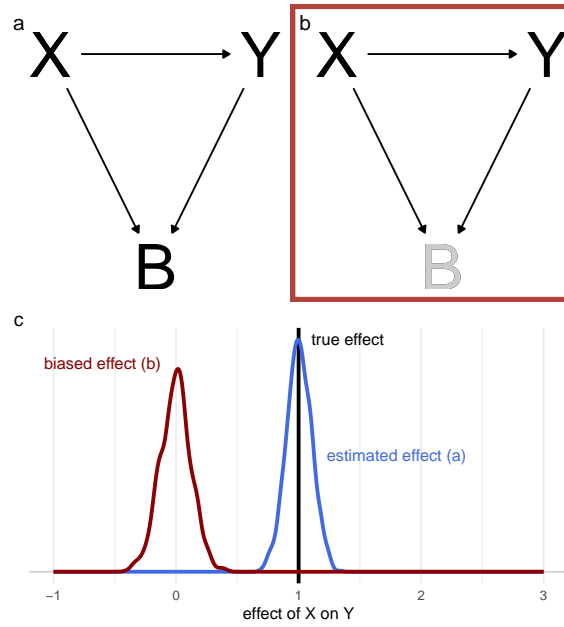 a
X
Y
B
b
X
Y
B
c
true effect
biased effect (b)
estimated effect (a)
−1
0
1
2
3
effect of X on Y